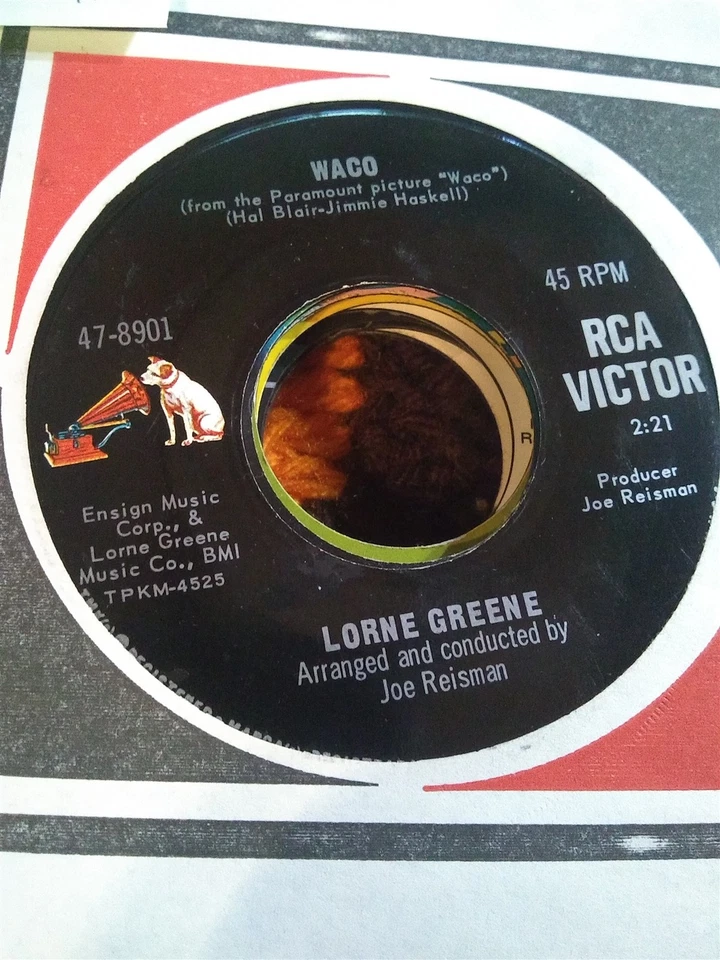 WACO
(from the Paramount picture "Waco")
(Hal Blair-Jimmie Haskell)
45 RPM
47-8901
RCA
VICTOR
2:21
Producer
Joe Reisman
Ensign Music
Corp., &
Lorne Greene
Music Co., BMI
TPKM-4525
LORNE GREENE
Arranged and conducted by
Joe Reisman
R